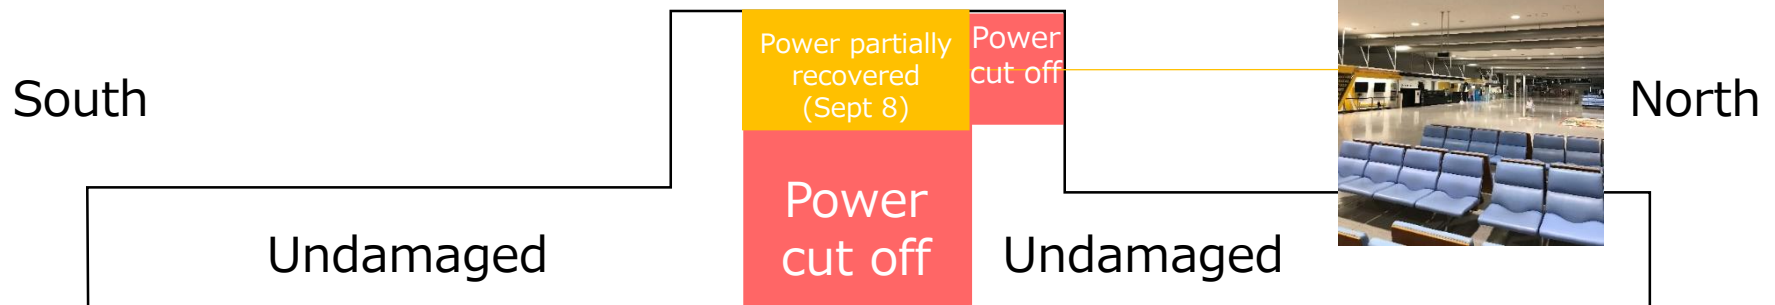 Power partially
recovered
(Sept 8)
Power
cut off
South
North
Power
cut off
Undamaged
Undamaged